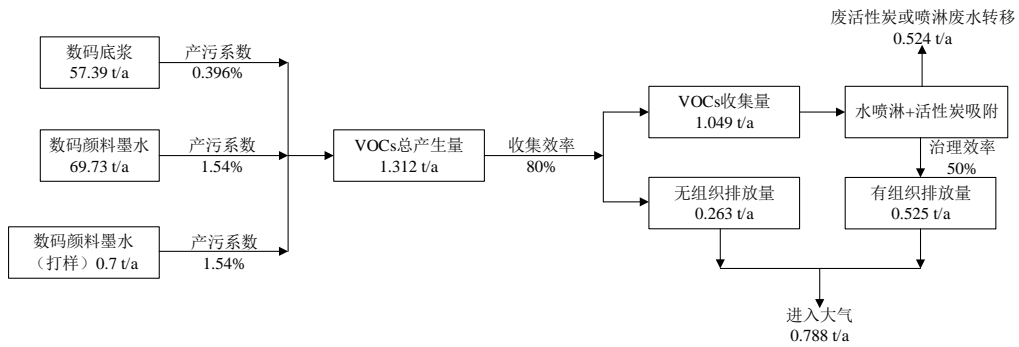 废活性炭或喷淋废水转移
0.524 t/a
数码底浆
57.39 t/a
产污系数
0.396%
VOCs收集量
1.049 t/a
水喷淋+活性炭吸附
数码颜料墨水
69.73 t/a
产污系数
1.54%
VOCs总产生量
1.312 t/a
收集效率
80%
治理效率
50%
无组织排放量
0.263 t/a
有组织排放量
0.525 t/a
数码颜料墨水
（打样）0.7 t/a
产污系数
1.54%
进入大气
0.788 t/a